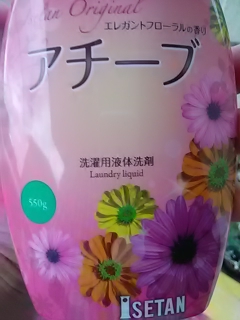 Isetan Original
エレガントフローラルの香り
アチーブ
洗濯用液体洗剤
Laundry liquid
550g
ISETAN